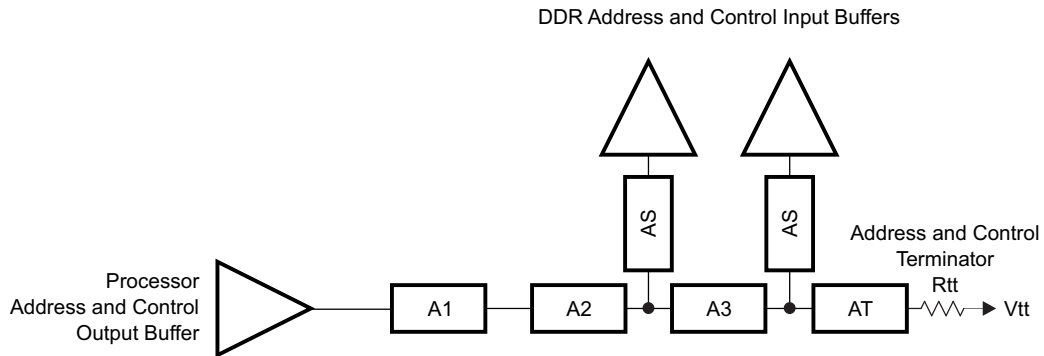 DDR Address and Control Input Buffers
AS
AS
Processor
Address and Control
Output Buffer
A1
A2
A3
AT
Address and Control
Terminator
Rtt
Vtt